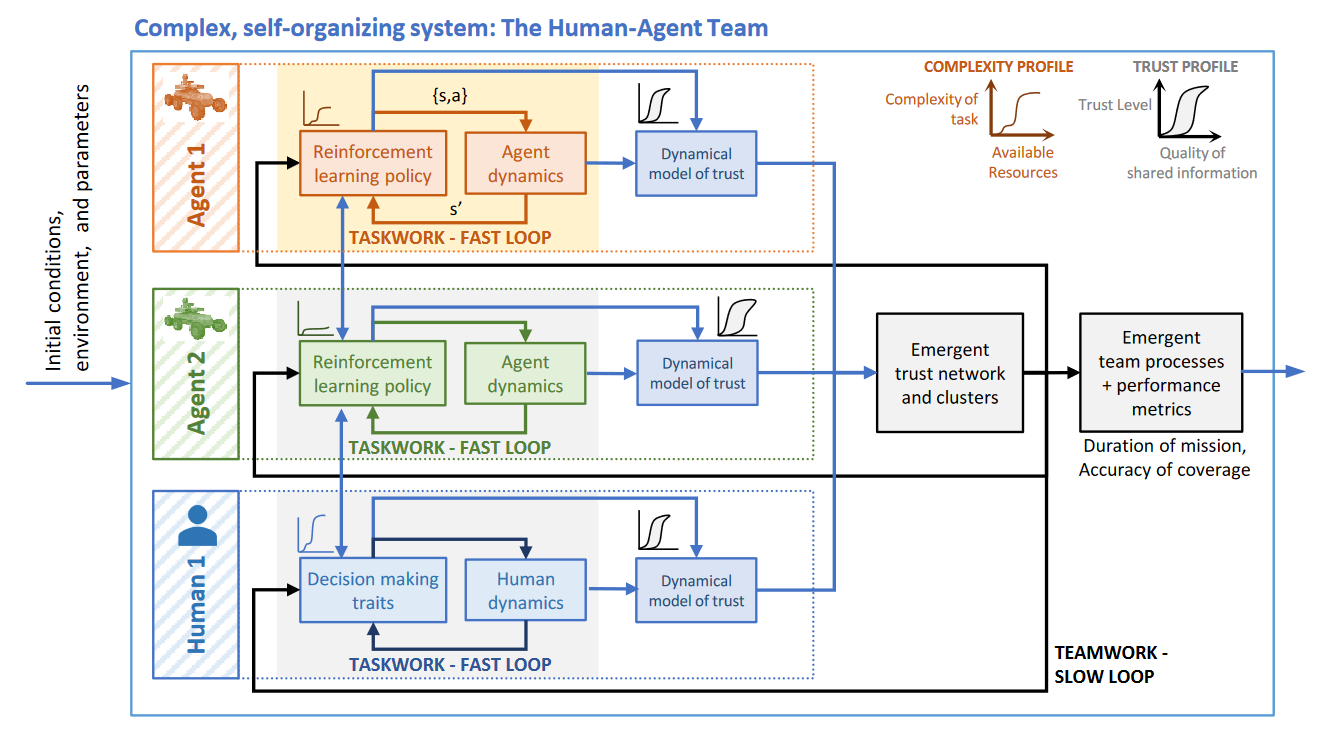 Complex, self-organizing system: The Human-Agent Team
Initial conditions,
environment, and parameters
Agent 1
{s,a}
Reinforcement
learning policy
Agent
dynamics
s’
TASKWORK - FAST LOOP
Dynamical
model of trust
COMPLEXITY PROFILE
Complexity of
task
Available
Resources
TRUST PROFILE
Trust Level
Quality of
shared information
Agent 2
Reinforcement
learning policy
Agent
dynamics
TASKWORK - FAST LOOP
Dynamical
model of trust
Emergent
trust network
and clusters
Emergent
team processes
+ performance
metrics
Duration of mission,
Accuracy of coverage
Human 1
Decision making
traits
Human
dynamics
TASKWORK - FAST LOOP
Dynamical
model of trust
TEAMWORK -
SLOW LOOP